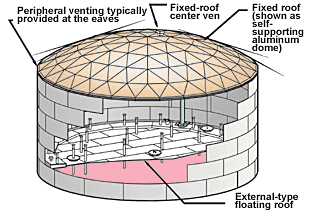 Peripheral venting typically
provided at the eaves
Fixed-roof
center ven
Fixed roof
(shown as
self-
supporting
aluminum
dome)
External-type
floating roof